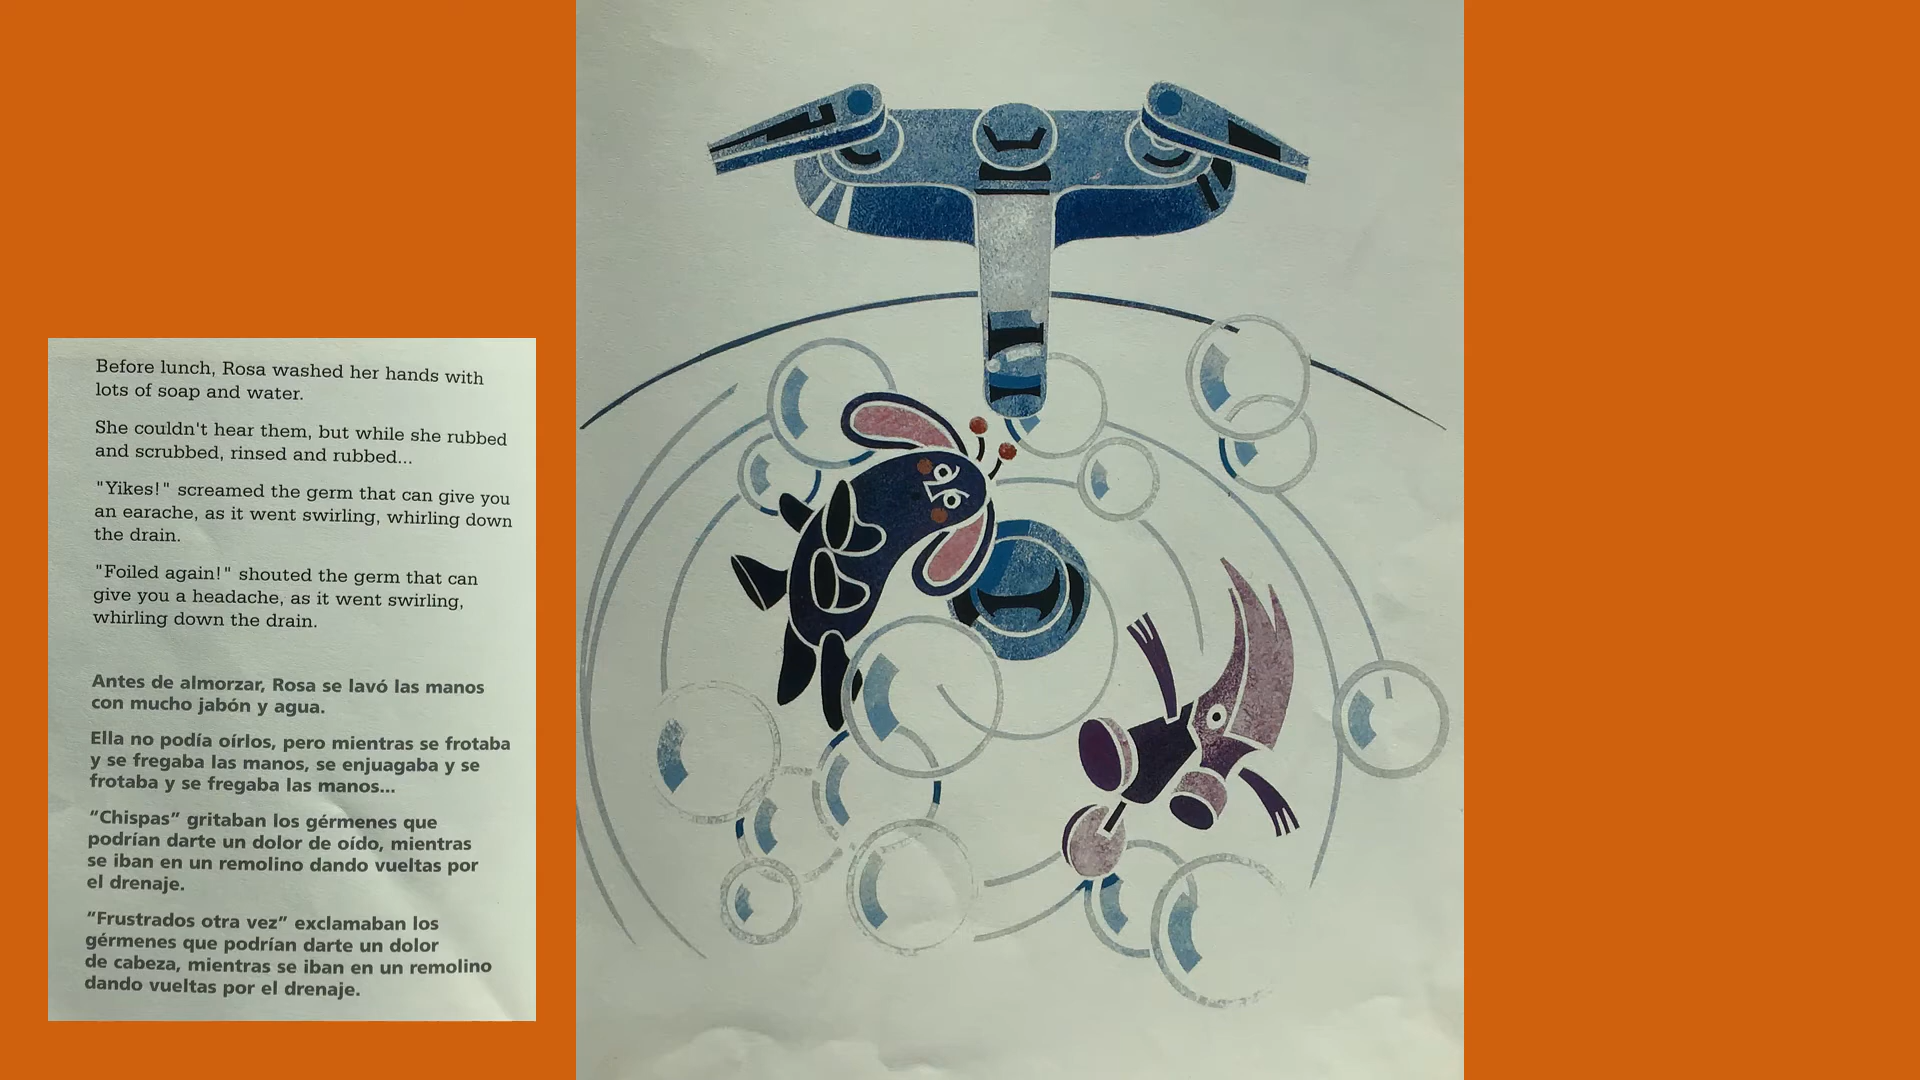 Before lunch, Rosa washed her hands with
lots of soap and water.
She couldn't hear them, but while she rubbed
and scrubbed, rinsed and rubbed...
"Yikes!" screamed the germ that can give you
an earache, as it went swirling, whirling down
the drain.
"Foiled again!" shouted the germ that can
give you a headache, as it went swirling,
whirling down the drain.
Antes de almorzar, Rosa se lavó las manos
con mucho jabón y agua.
Ella no podía oírlos, pero mientras se frotaba
y se fregaba las manos, se enjuagaba y se
frotaba y se fregaba las manos...
“Chispas” gritaban los gérmenes que
podrían darte un dolor de oído, mientras
se iban en un remolino dando vueltas por
el drenaje.
“Frustrados otra vez” exclamaban los
gérmenes que podrían darte un dolor
de cabeza, mientras se iban en un remolino
dando vueltas por el drenaje.